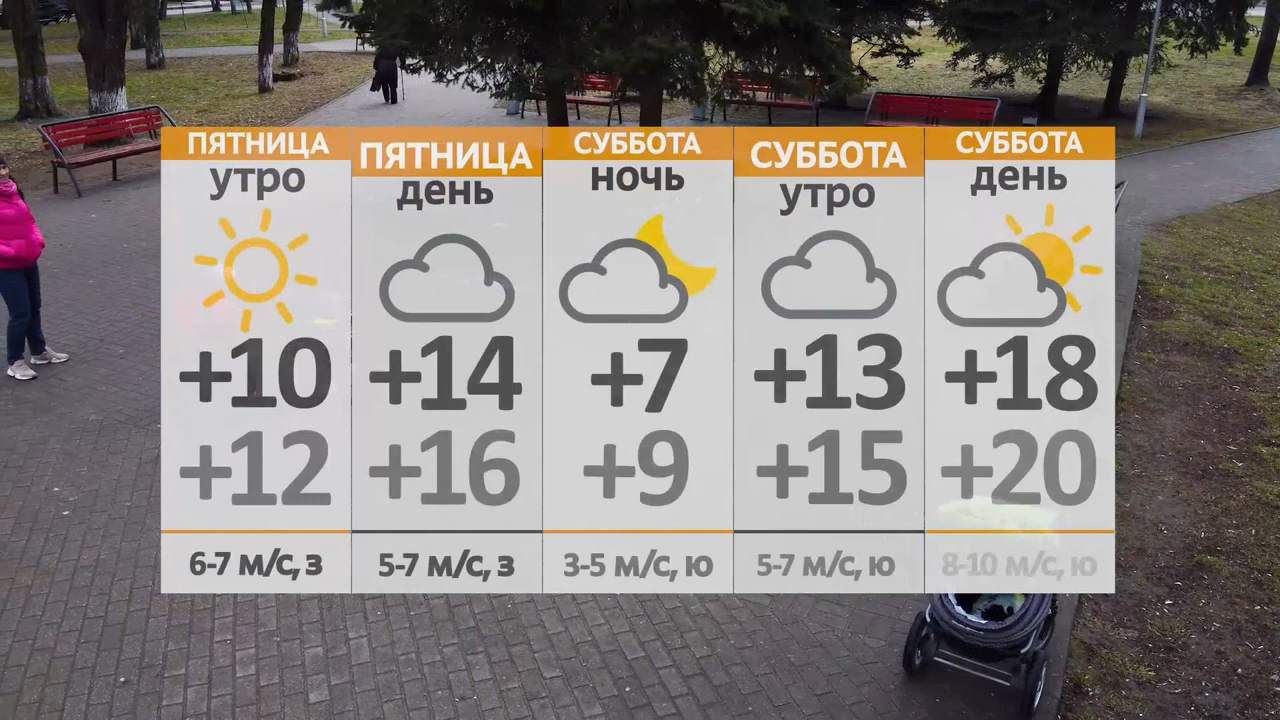 ПЯТНИЦА
утро
+10
+12
6-7 м/с, з
ПЯТНИЦА
день
+14
+16
5-7 м/с, з
СУББОТА
ночь
+7
+9
3-5 м/с, ю
СУББОТА
утро
+13
+15
5-7 м/с, ю
СУББОТА
день
+18
+20
8-10 м/с, ю